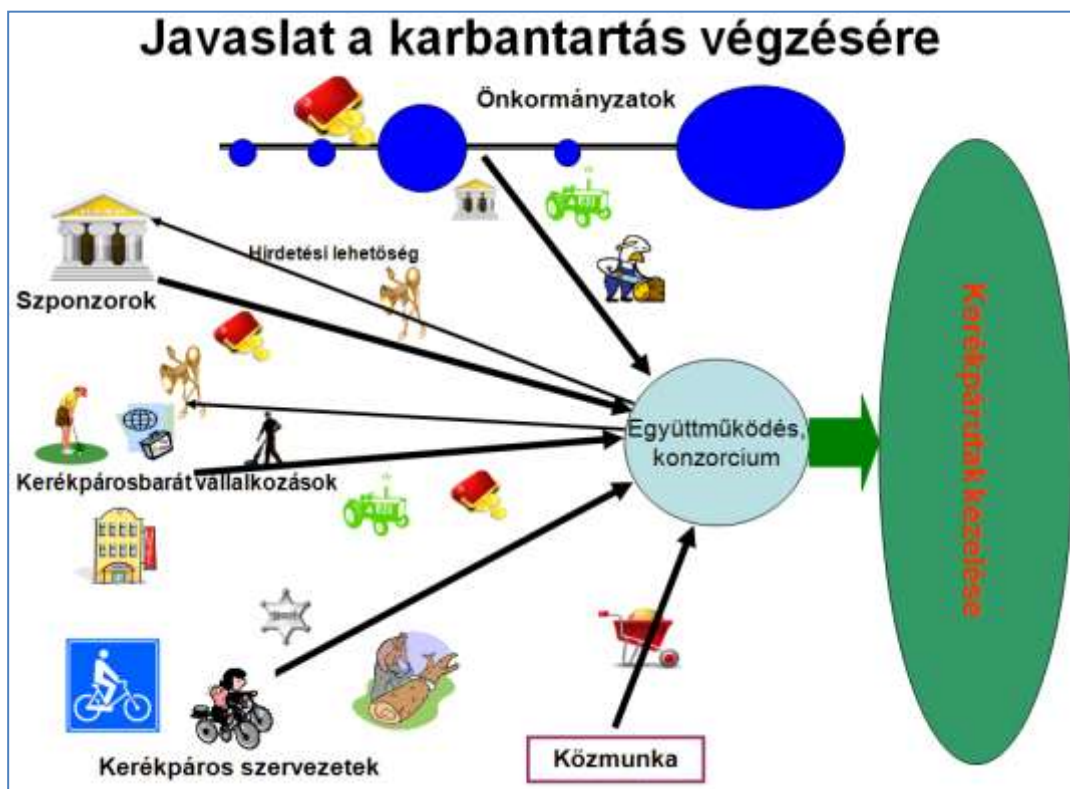 Javaslat a karbantartás végzésére
Önkormányzatok
Hirdetési lehetőség
Szponzorok
Együttműködés,
konzorcium
Kerékpárutak kezelése
Kerékpárosbarát vállalkozások
Kerékpáros szervezetek
Közmunka